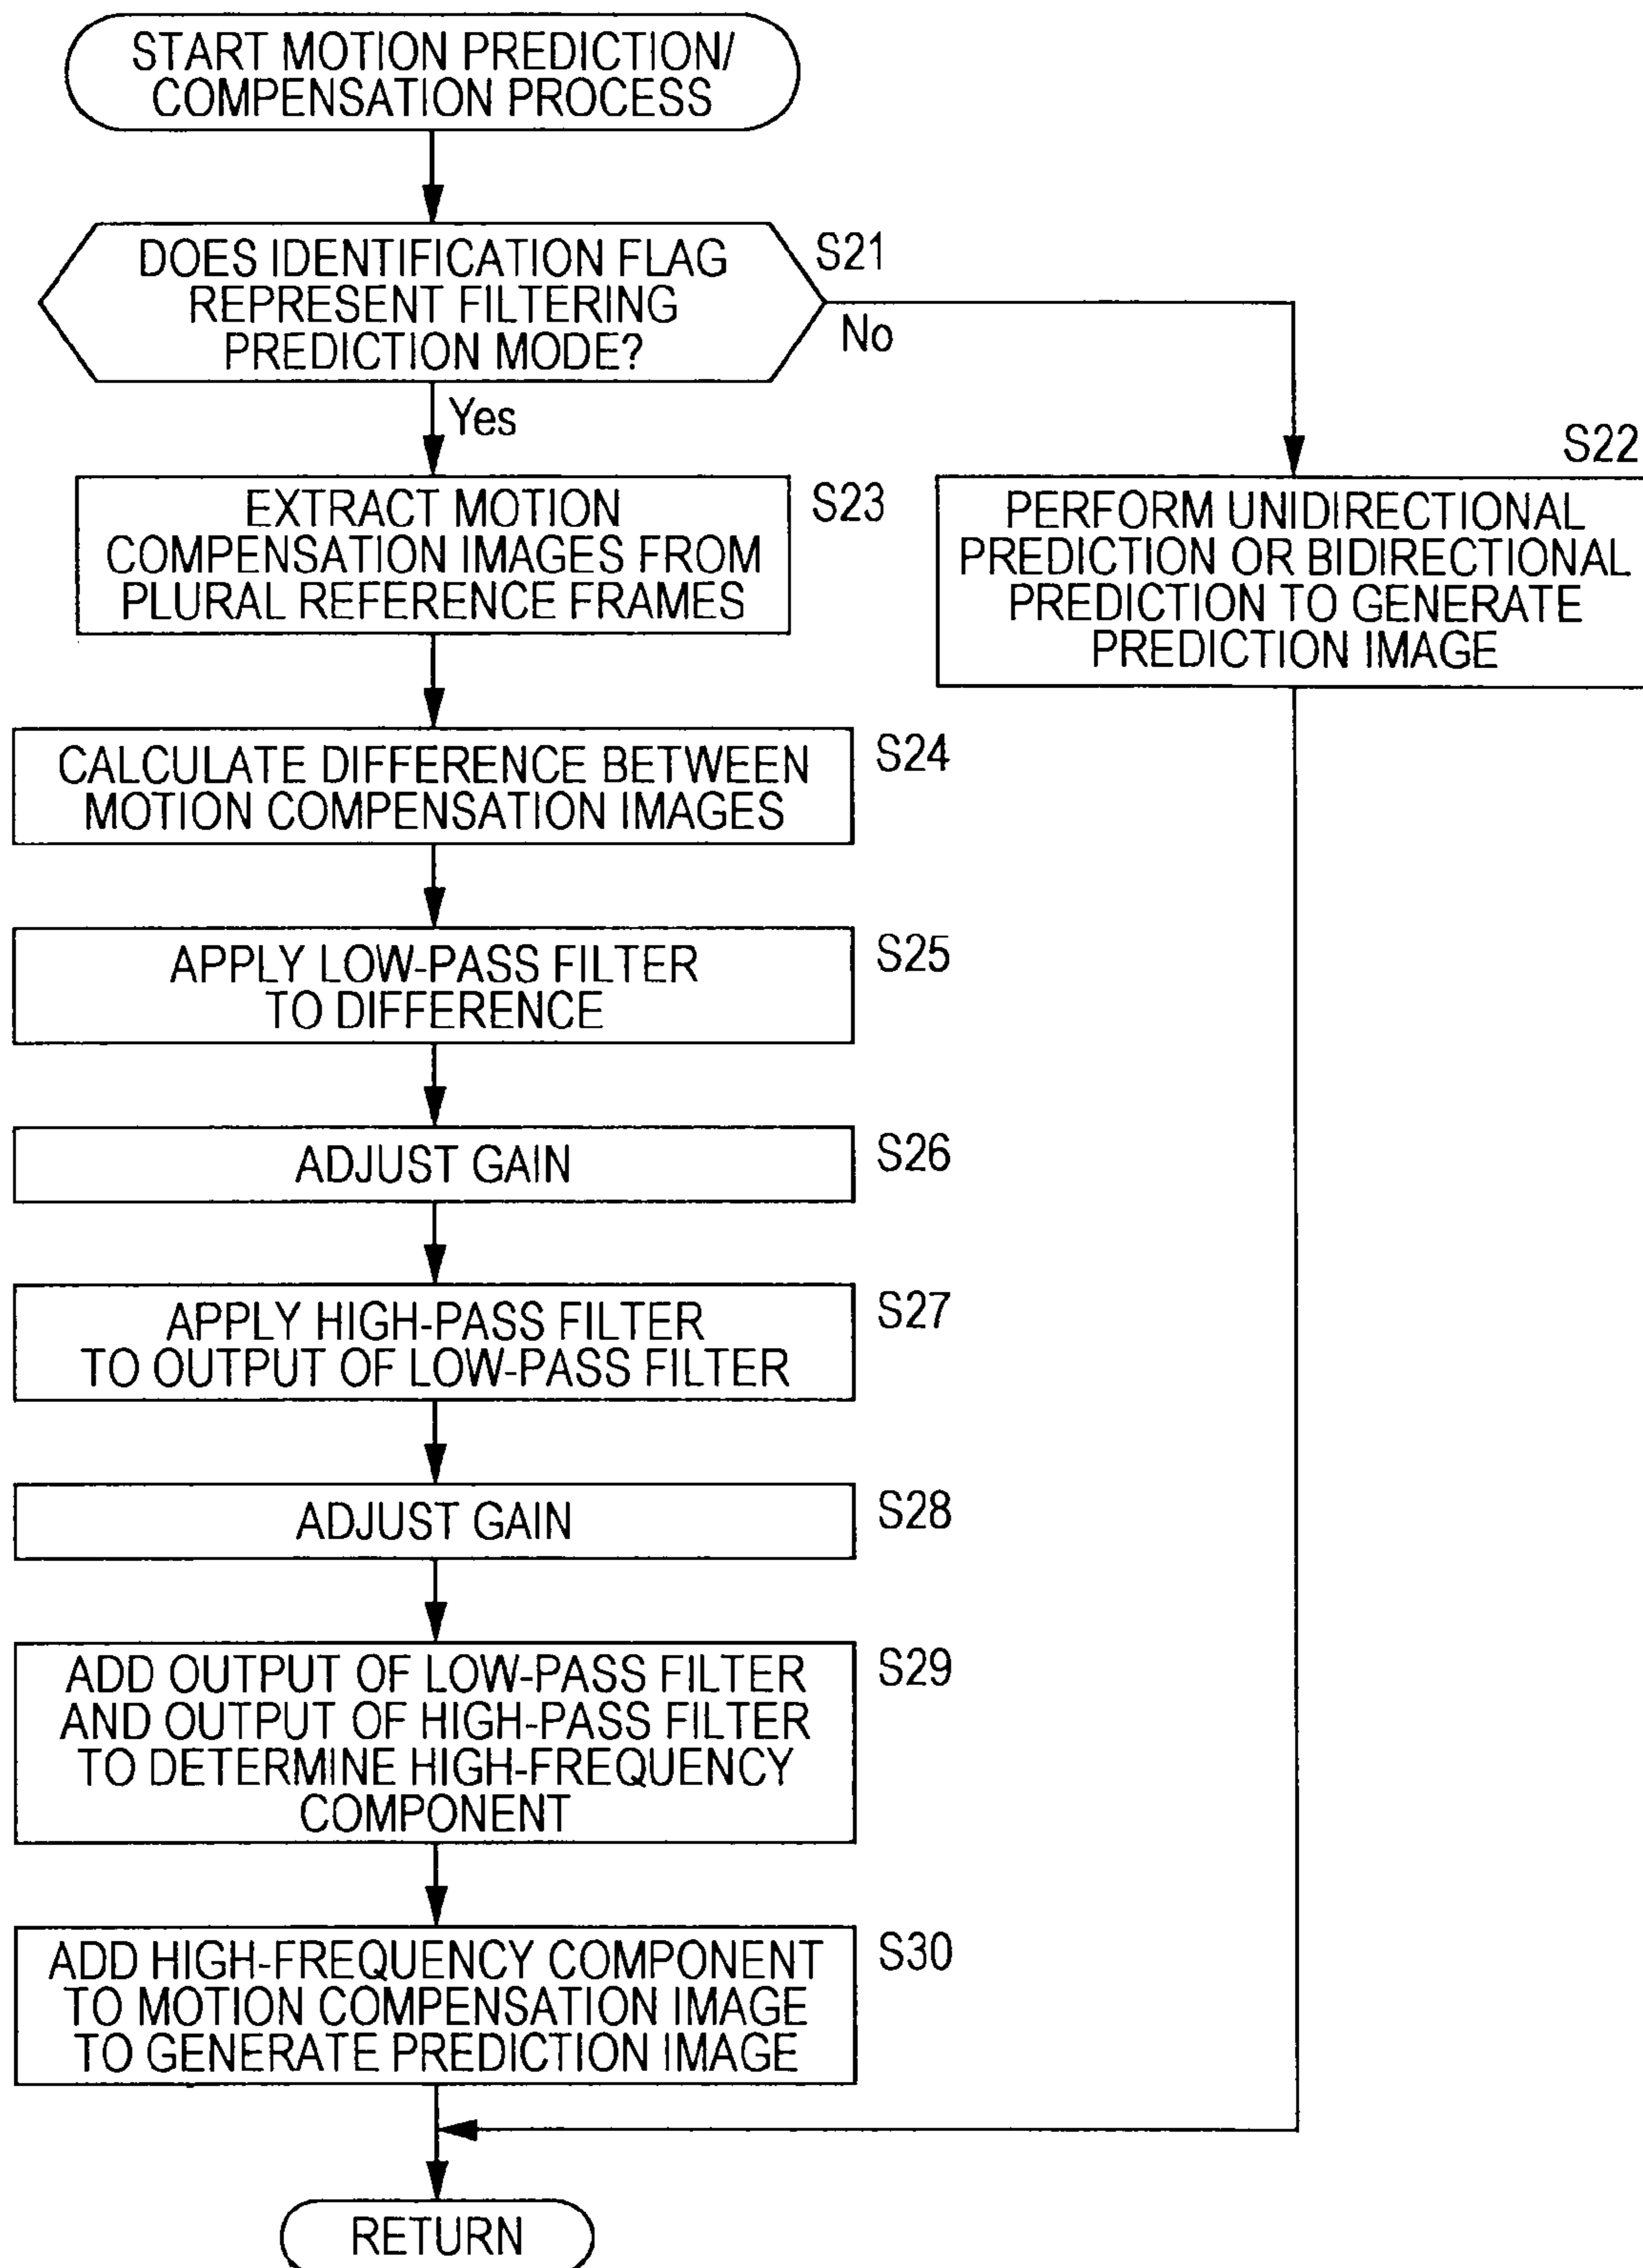 START MOTION PREDICTION/
COMPENSATION PROCESS
DOES IDENTIFICATION FLAG
REPRESENT FILTERING
PREDICTION MODE?
S21
No
Yes
S22
PERFORM UNIDIRECTIONAL
PREDICTION OR BIDIRECTIONAL
PREDICTION TO GENERATE
PREDICTION IMAGE
EXTRACT MOTION
COMPENSATION IMAGES FROM
PLURAL REFERENCE FRAMES
S23
CALCULATE DIFFERENCE BETWEEN
MOTION COMPENSATION IMAGES
S24
APPLY LOW-PASS FILTER
TO DIFFERENCE
S25
ADJUST GAIN
S26
APPLY HIGH-PASS FILTER
TO OUTPUT OF LOW-PASS FILTER
S27
ADJUST GAIN
S28
ADD OUTPUT OF LOW-PASS FILTER
AND OUTPUT OF HIGH-PASS FILTER
TO DETERMINE HIGH-FREQUENCY
COMPONENT
S29
ADD HIGH-FREQUENCY COMPONENT
TO MOTION COMPENSATION IMAGE
TO GENERATE PREDICTION IMAGE
S30
RETURN